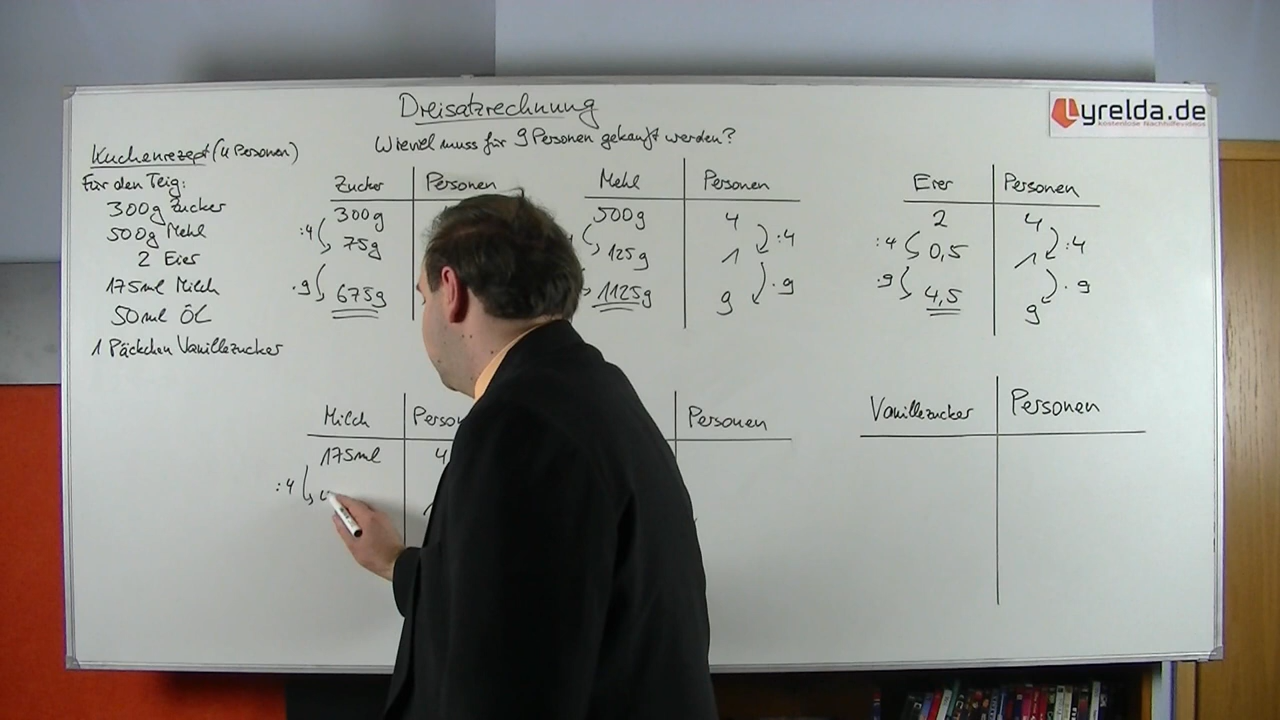 Dreisatzrechnung
Lyrelda.de
kostenlose Nachhilfevideos
Wieviel muss für 9 Personen gekauft werden?
Kuchenrezept (4 Personen)
Für den Teig:
300g Zucker
500g Mehl
2 Eier
175ml Milch
50ml ÖL
1 Päckchen Vanillezucker
Zucker Personen
300g
:4 75g
·9 675g
Mehl Personen
500g 4
125g 1 :4
1125g 9 ·9
Eier Personen
2 4
:4 0,5 1 :4
·9 4,5 9 ·9
Milch
175ml 4
:4
Personen
Vanillezucker Personen